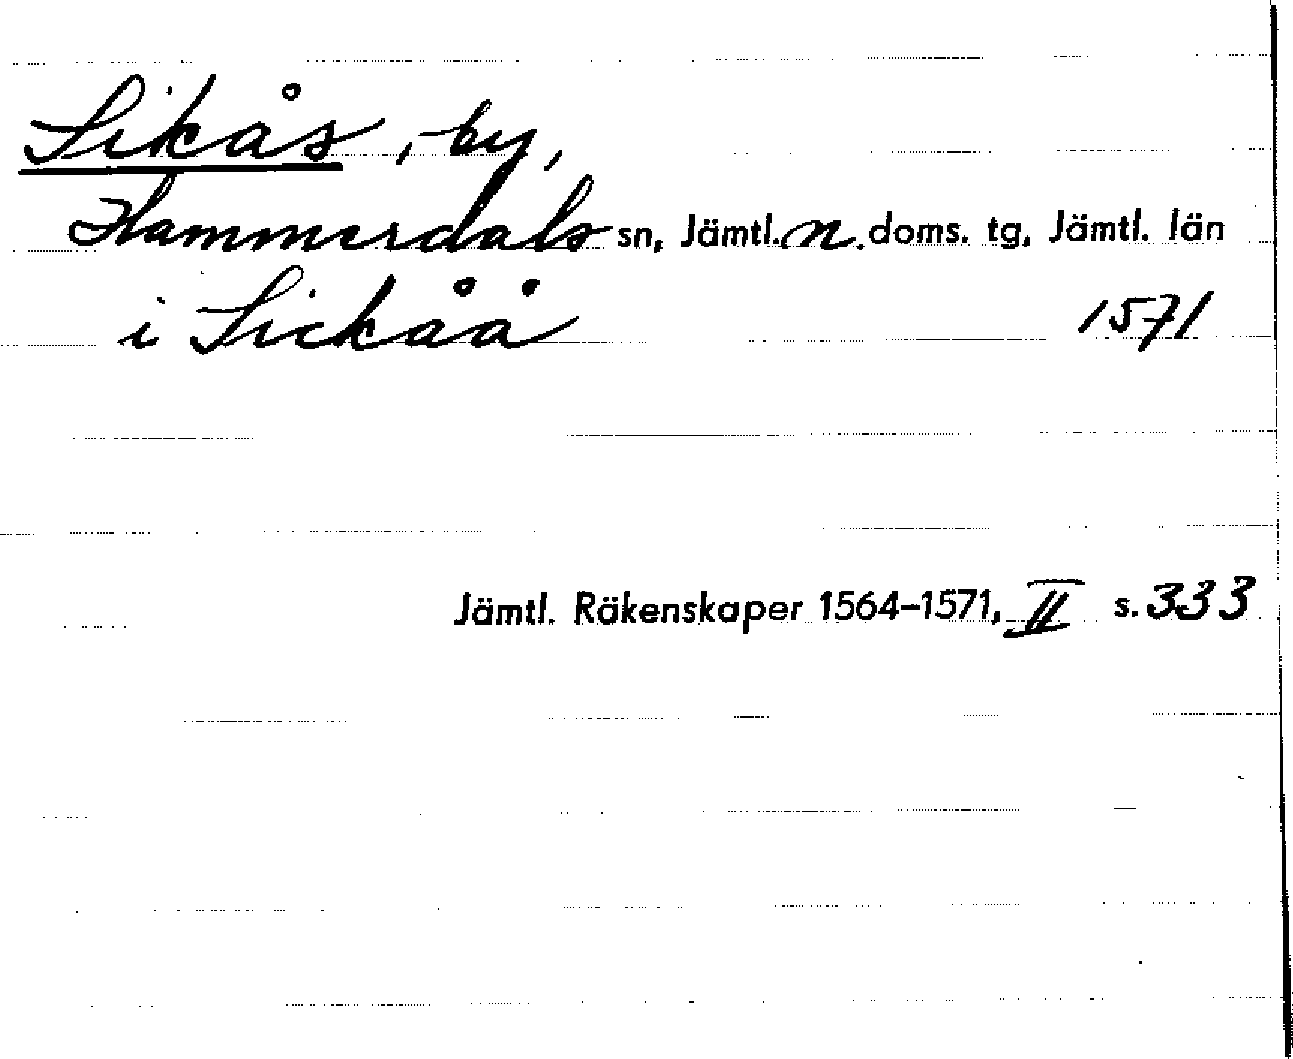 Sikås, by,
Hammerdals sn, Jämtl. n. doms. tg, Jämtl. län
i Sickåå 1571
Jämtl. Räkenskaper 1564–1571, II s. 333